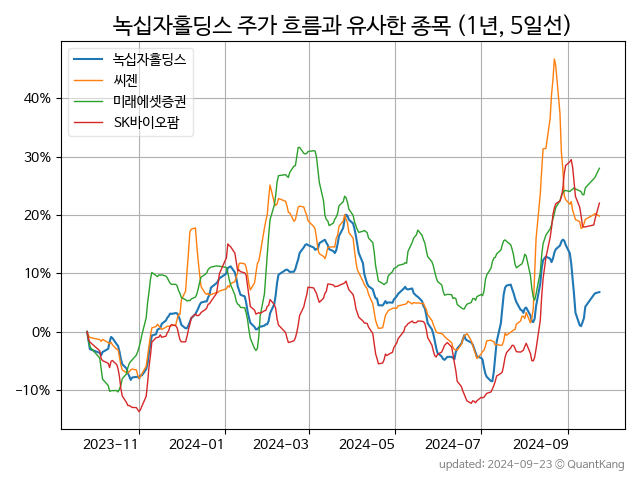 녹십자홀딩스 주가 흐름과 유사한 종목 (1년, 5일선)
녹십자홀딩스
씨젠
미래에셋증권
SK바이오팜
40%
30%
20%
10%
0%
−10%
2023-11 2024-01 2024-03 2024-05 2024-07 2024-09
updated: 2024-09-23 © QuantKang